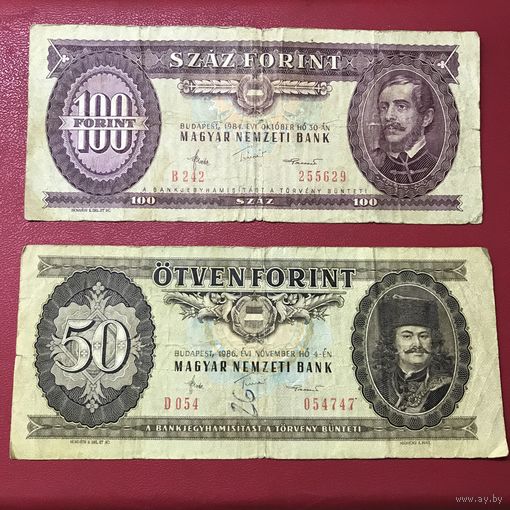 SZÁZ FORINT
100
FORINT
BUDAPEST, 1984. ÉVI OKTÓBER HÓ 30-ÁN
MAGYAR NEMZETI BANK
B 242 255629
A BANKJEGYHAMISÍTÁST A TÖRVÉNY BÜNTETI
100 SZÁZ 100
ÖTVEN FORINT
50
BUDAPEST, 1986. ÉVI NOVEMBER HÓ 4-ÉN
MAGYAR NEMZETI BANK
D 054 054747
26
A BANKJEGYHAMISÍTÁST A TÖRVÉNY BÜNTETI
www.ay.by